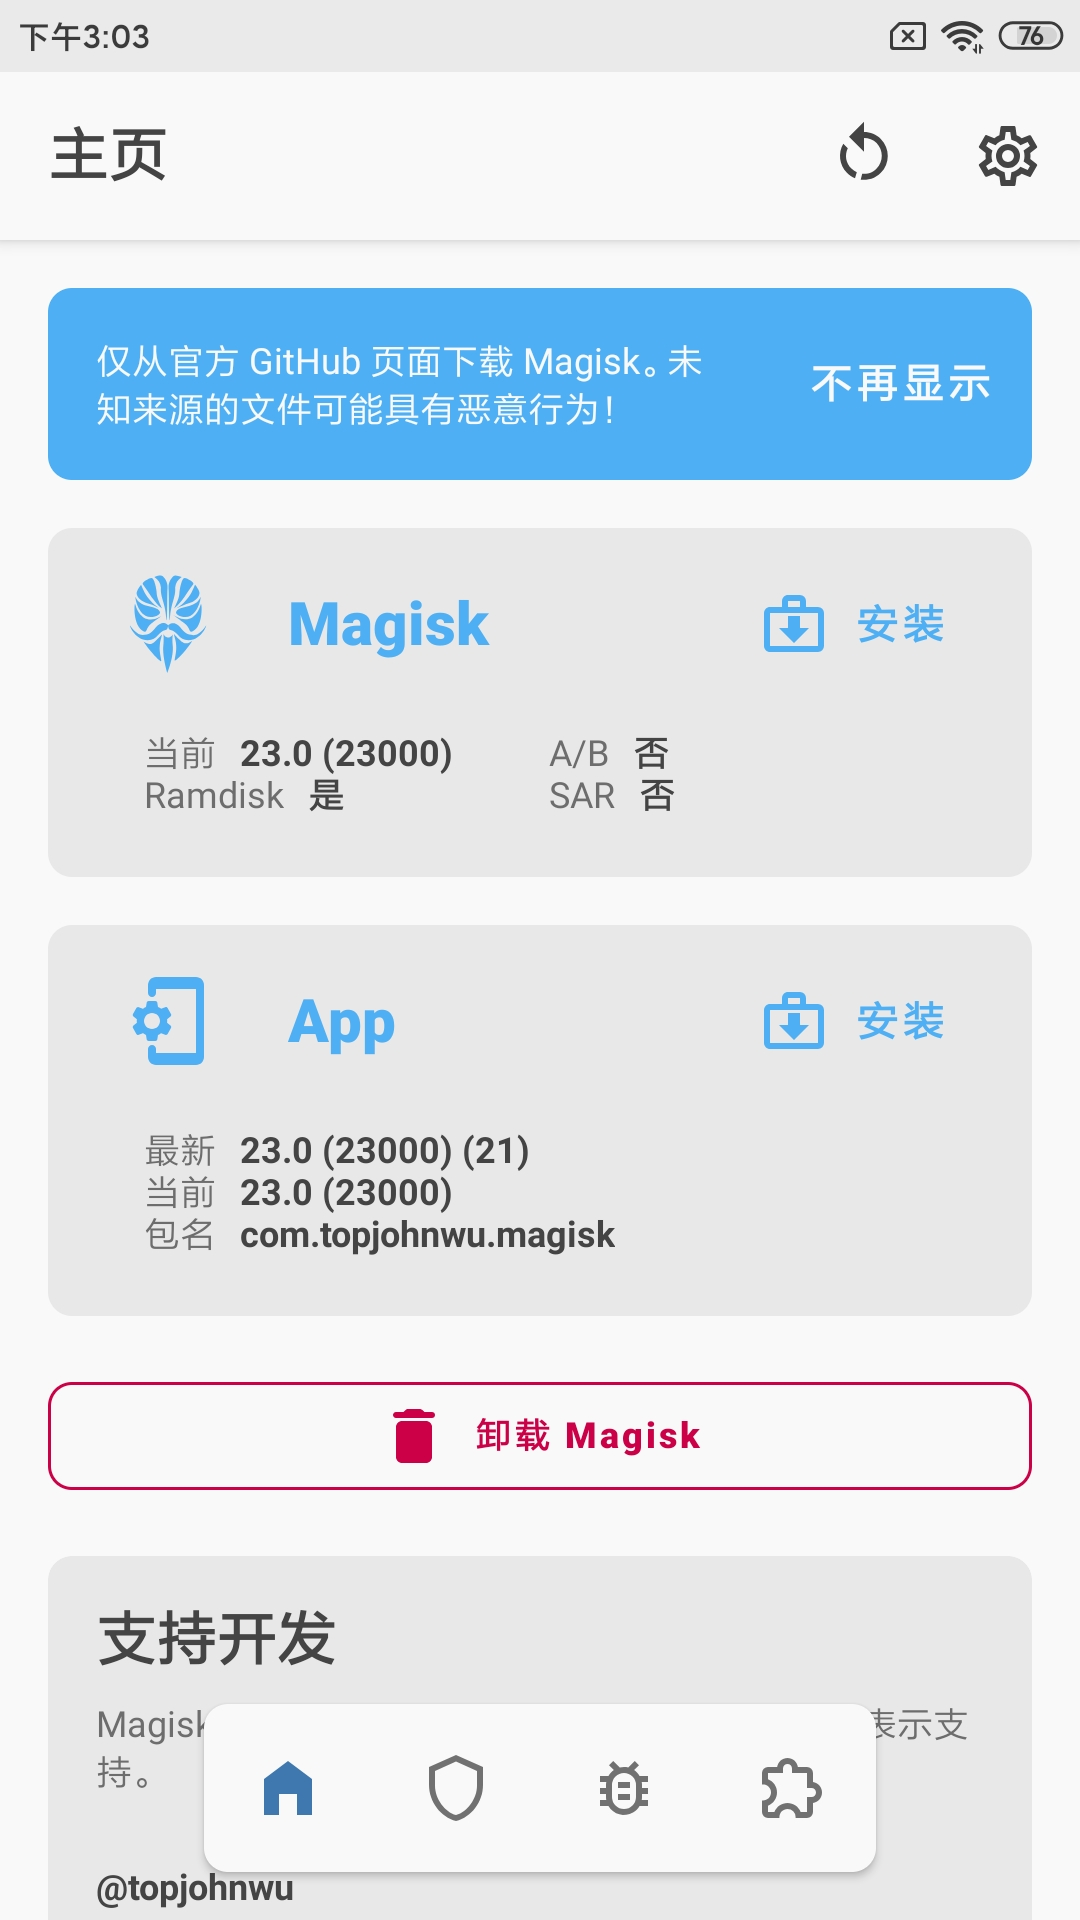 下午3:03
76
主页
仅从官方 GitHub 页面下载 Magisk。未
知来源的文件可能具有恶意行为！
不再显示
Magisk
安装
当前 23.0 (23000)
A/B 否
Ramdisk 是
SAR 否
App
安装
最新 23.0 (23000) (21)
当前 23.0 (23000)
包名 com.topjohnwu.magisk
卸载 Magisk
支持开发
Magisk
表示支
持。
@topjohnwu